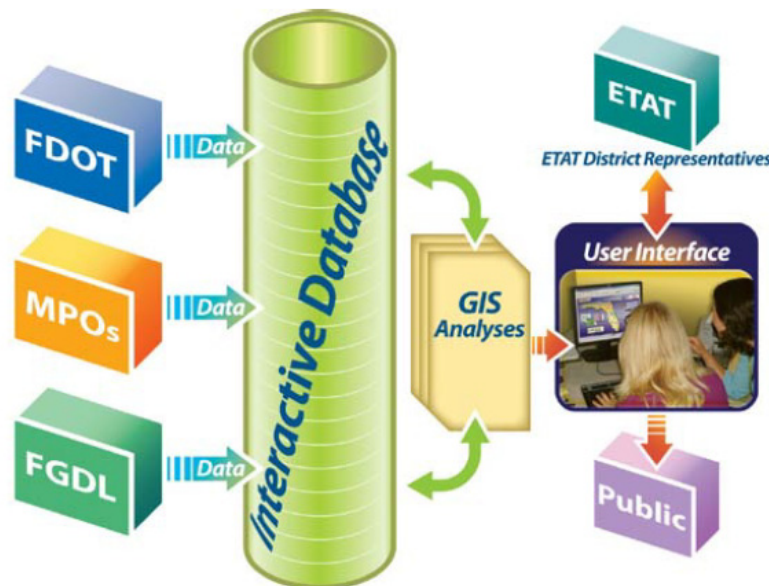 FDOT
Data
MPOs
Data
FGDL
Data
Interactive Database
GIS
Analyses
ETAT
ETAT District Representatives
User Interface
Public